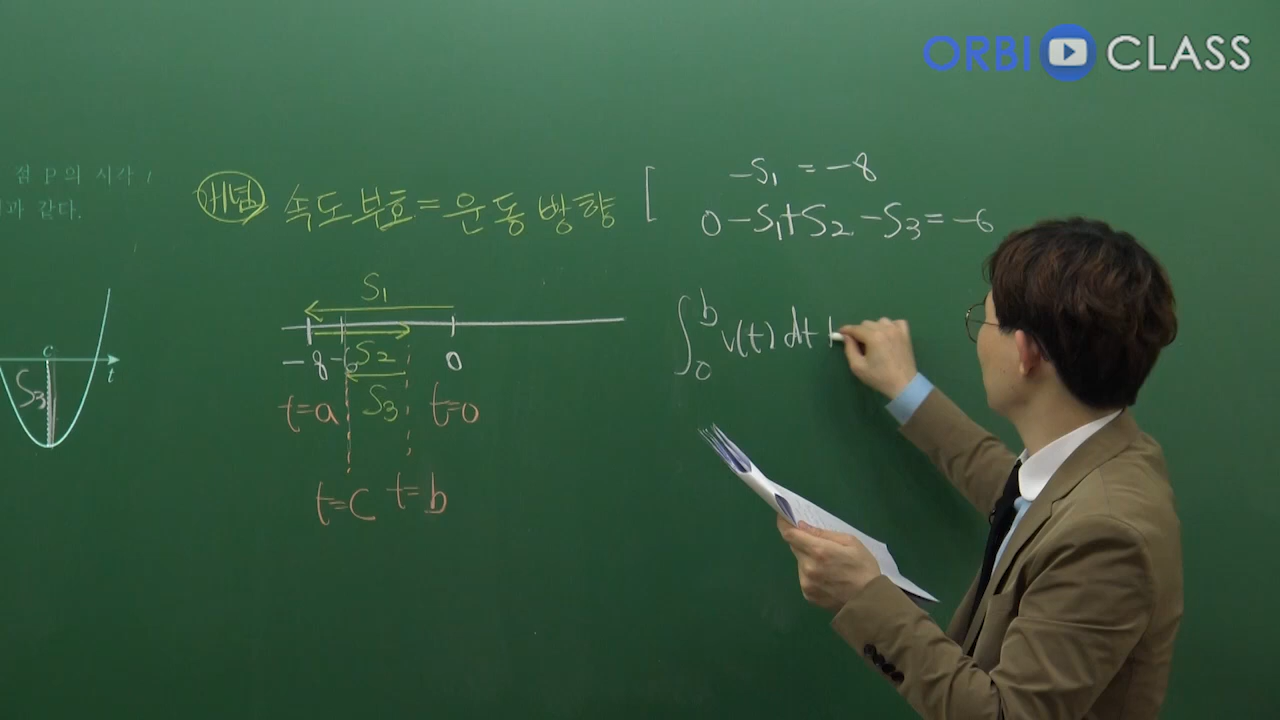 ORBI CLASS
점 P의 시각
과 같다.
개념 속도 부호 = 운동 방향
-S₁ = -8
0 -S₁+S₂ -S₃ = -6
S₁
-8 -6 S₂ 0
t=a S₃ t=0
t=c t=b
∫₀ᵇ v(t) dt
c
t
S₃